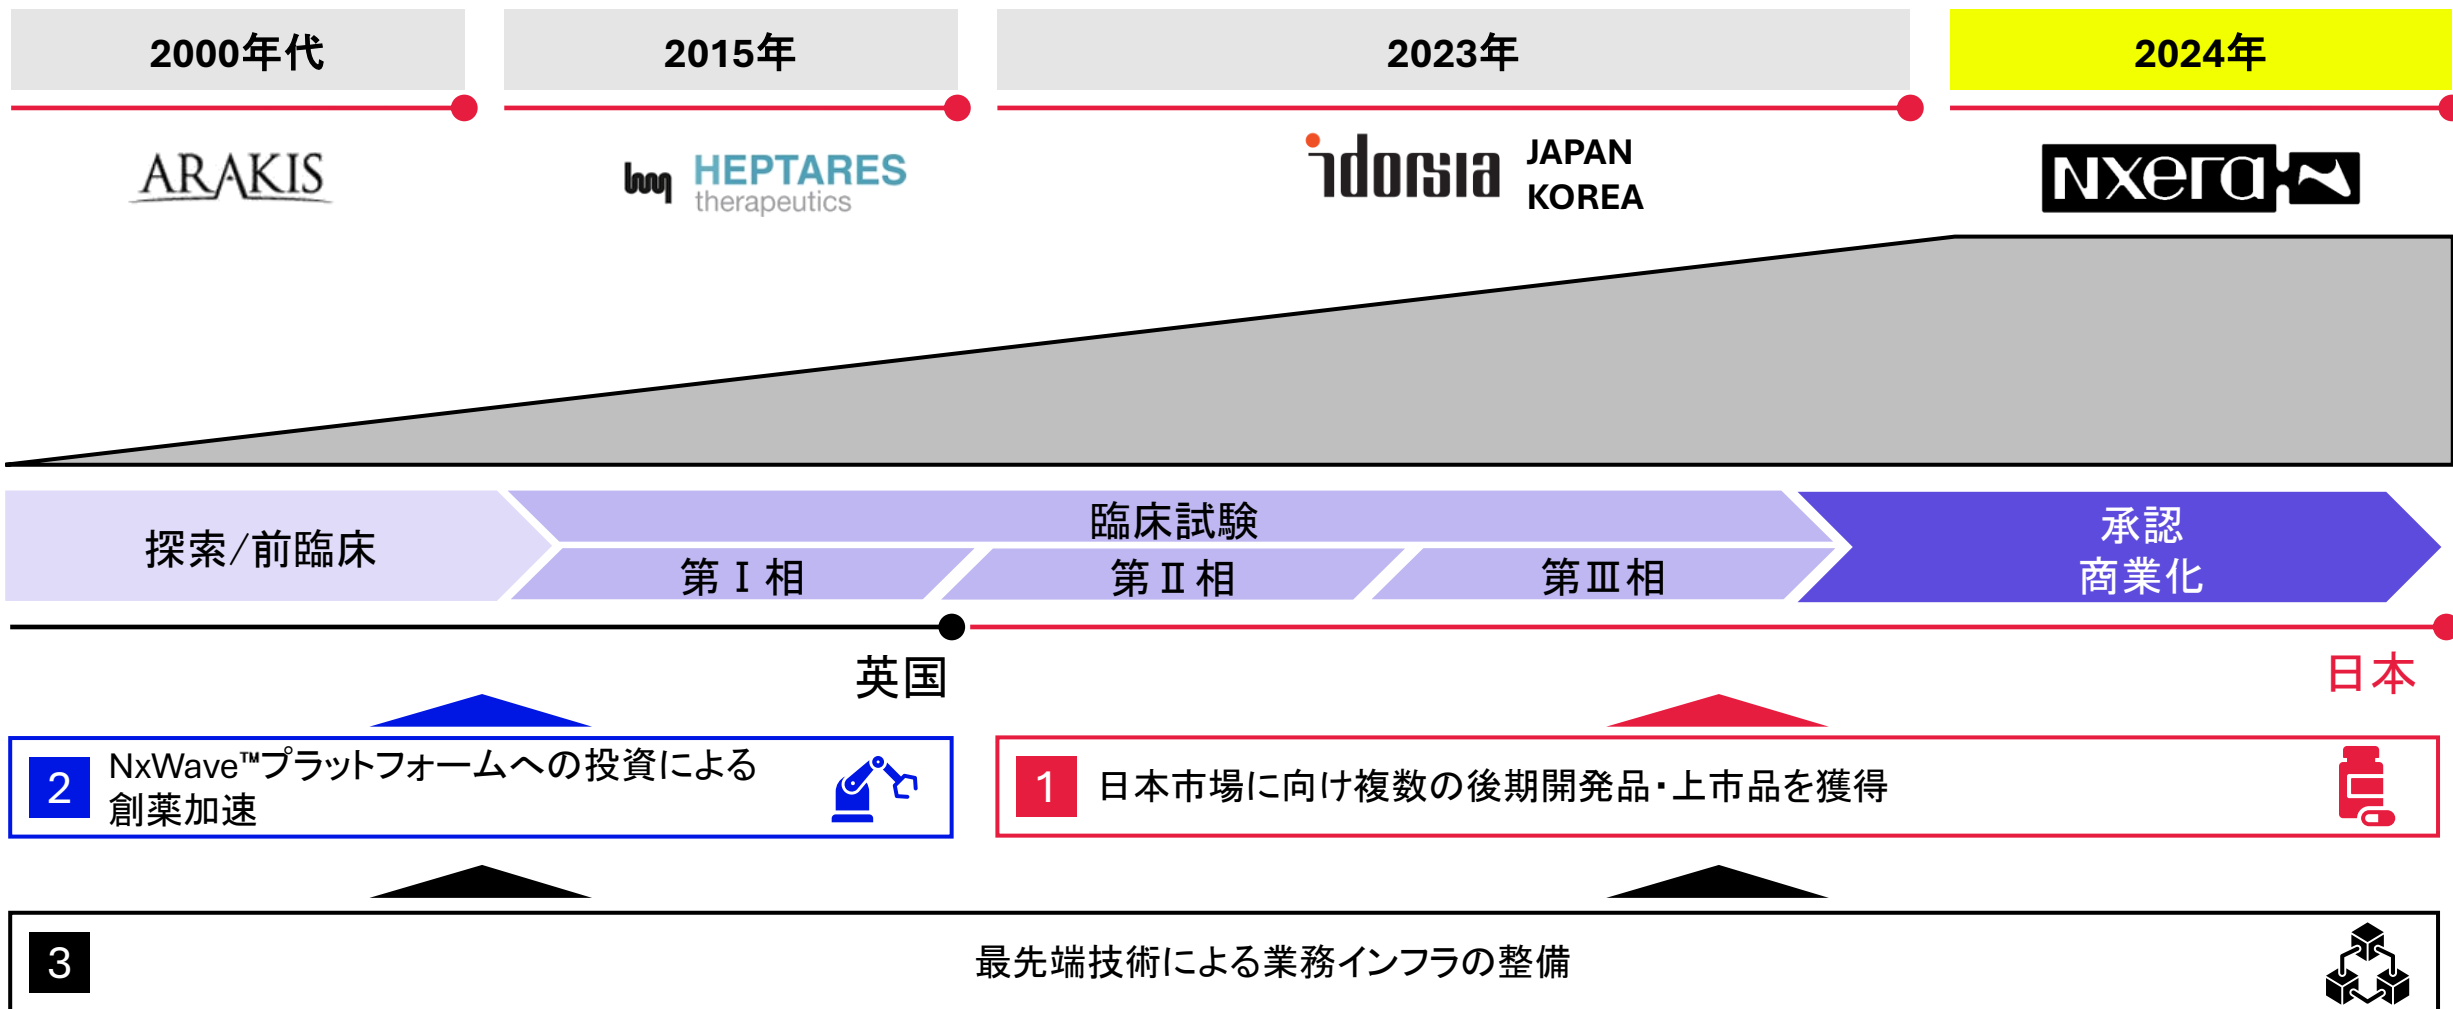 2000年代
2015年
2023年
2024年
ARAKIS
HEPTARES
therapeutics
idorsia
JAPAN
KOREA
Nxera
探索/前臨床
臨床試験
第Ⅰ相
第Ⅱ相
第Ⅲ相
承認
商業化
英国
日本
2
NxWave™プラットフォームへの投資による
創薬加速
1
日本市場に向け複数の後期開発品・上市品を獲得
3
最先端技術による業務インフラの整備